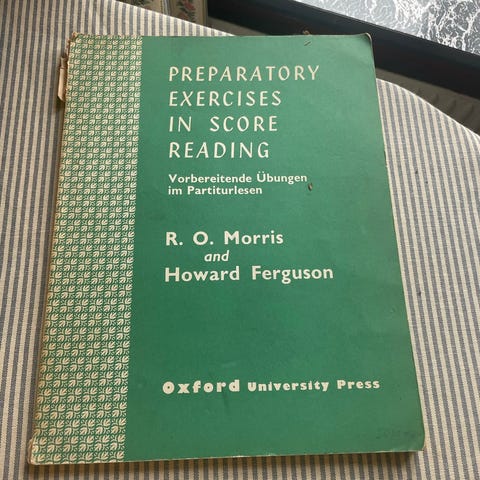 PREPARATORY
EXERCISES
IN SCORE
READING
Vorbereitende Übungen
im Partiturlesen
R. O. Morris
and
Howard Ferguson
Oxford University Press